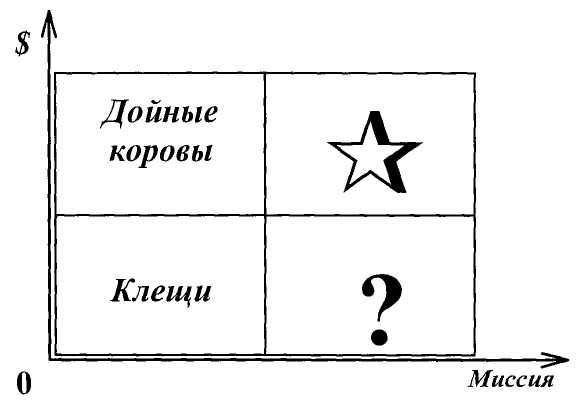 $
Дойные
коровы
Клещи
?
0
Миссия